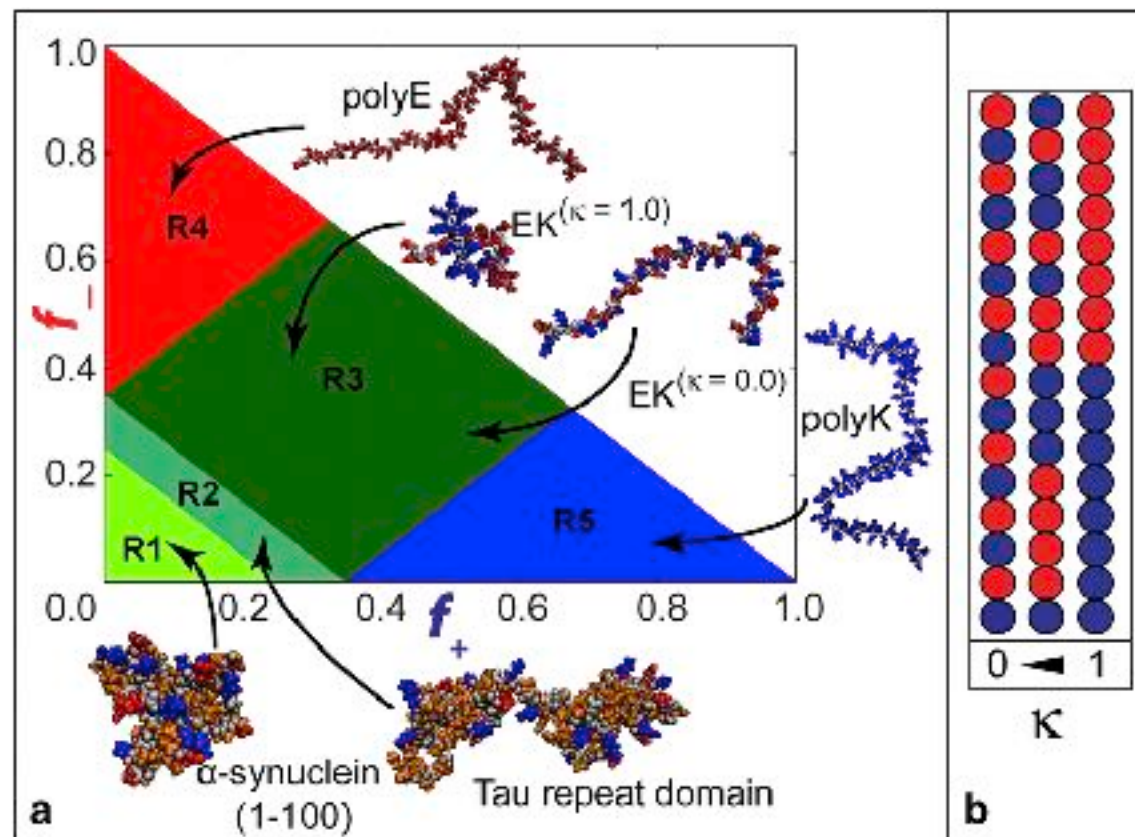 1.0
0.8
0.6
0.4
0.2
0.0
f_
0.2
0.4
0.6
0.8
1.0
f+
polyE
R4
EK(κ = 1.0)
R3
EK(κ = 0.0)
polyK
R2
R1
R5
α-synuclein
(1-100)
Tau repeat domain
a
0 ◄ 1
κ
b